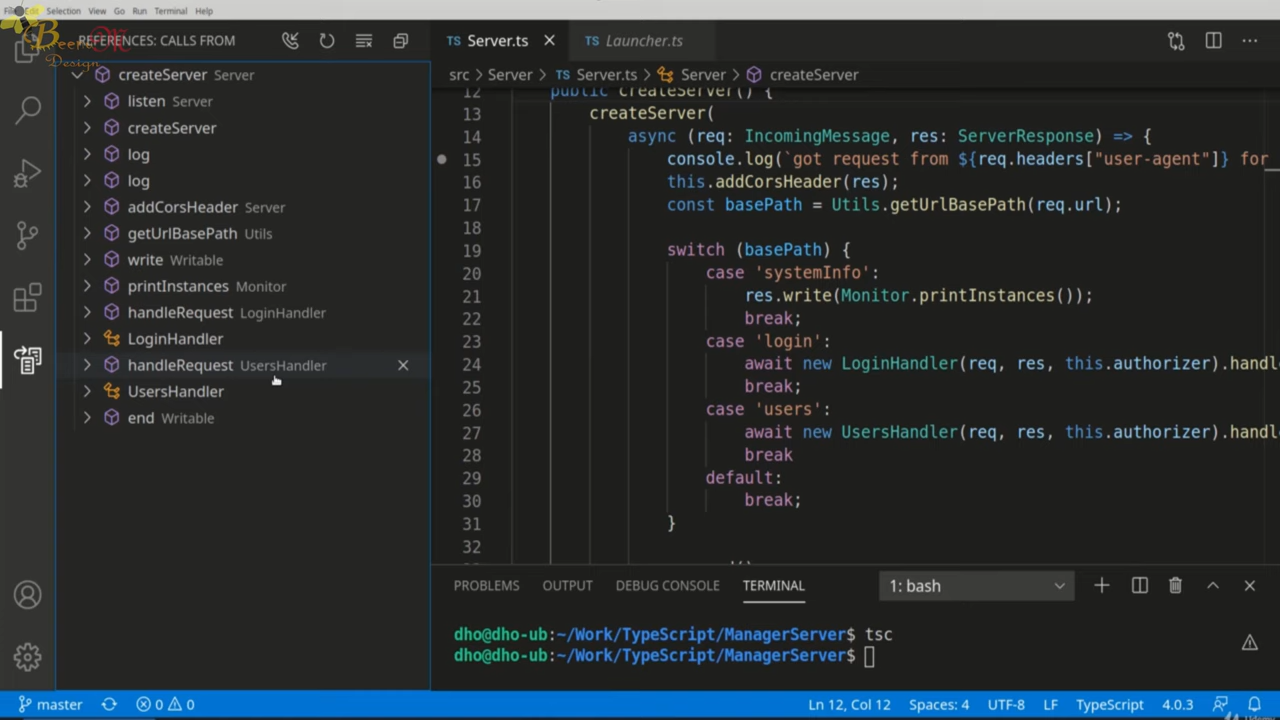 File Edit Selection View Go Run Terminal Help
Design
REFERENCES: CALLS FROM
createServer Server
listen Server
createServer
log
log
addCorsHeader Server
getUrlBasePath Utils
write Writable
printInstances Monitor
handleRequest LoginHandler
LoginHandler
handleRequest UsersHandler
UsersHandler
end Writable
TS Server.ts
TS Launcher.ts
src > Server > TS Server.ts > Server > createServer
12 public createServer() {
13 createServer(
14 async (req: IncomingMessage, res: ServerResponse) => {
15 console.log(`got request from ${req.headers["user-agent"]} for
16 this.addCorsHeader(res);
17 const basePath = Utils.getUrlBasePath(req.url);
18
19 switch (basePath) {
20 case 'systemInfo':
21 res.write(Monitor.printInstances());
22 break;
23 case 'login':
24 await new LoginHandler(req, res, this.authorizer).handl
25 break;
26 case 'users':
27 await new UsersHandler(req, res, this.authorizer).handl
28 break
29 default:
30 break;
31 }
32
PROBLEMS OUTPUT DEBUG CONSOLE TERMINAL 1: bash
dho@dho-ub:~/Work/TypeScript/ManagerServer$ tsc
dho@dho-ub:~/Work/TypeScript/ManagerServer$
master 0 0 Ln 12, Col 12 Spaces: 4 UTF-8 LF TypeScript 4.0.3